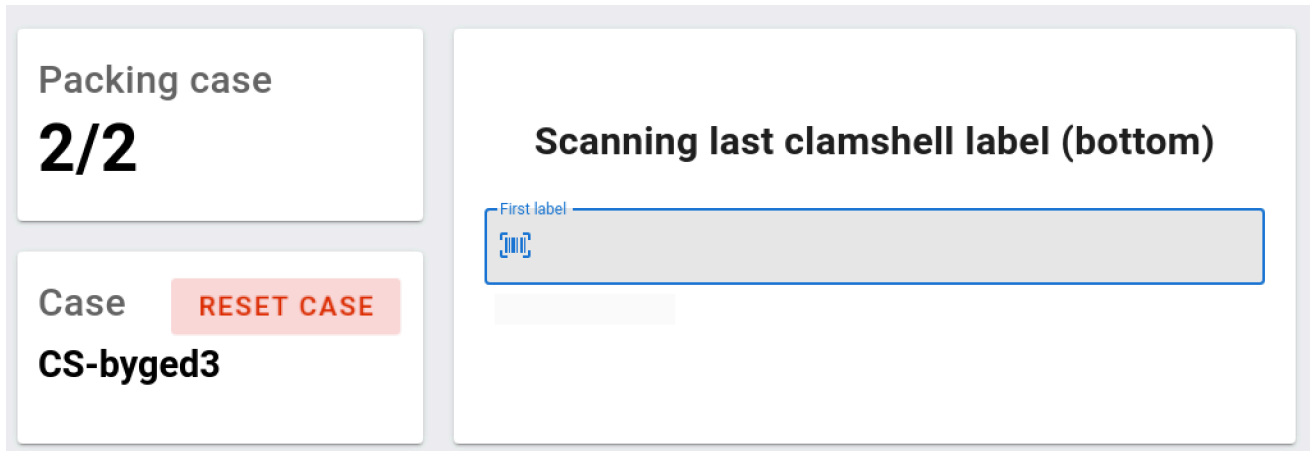 Packing case
2/2
Case
RESET CASE
CS-byged3
Scanning last clamshell label (bottom)
First label